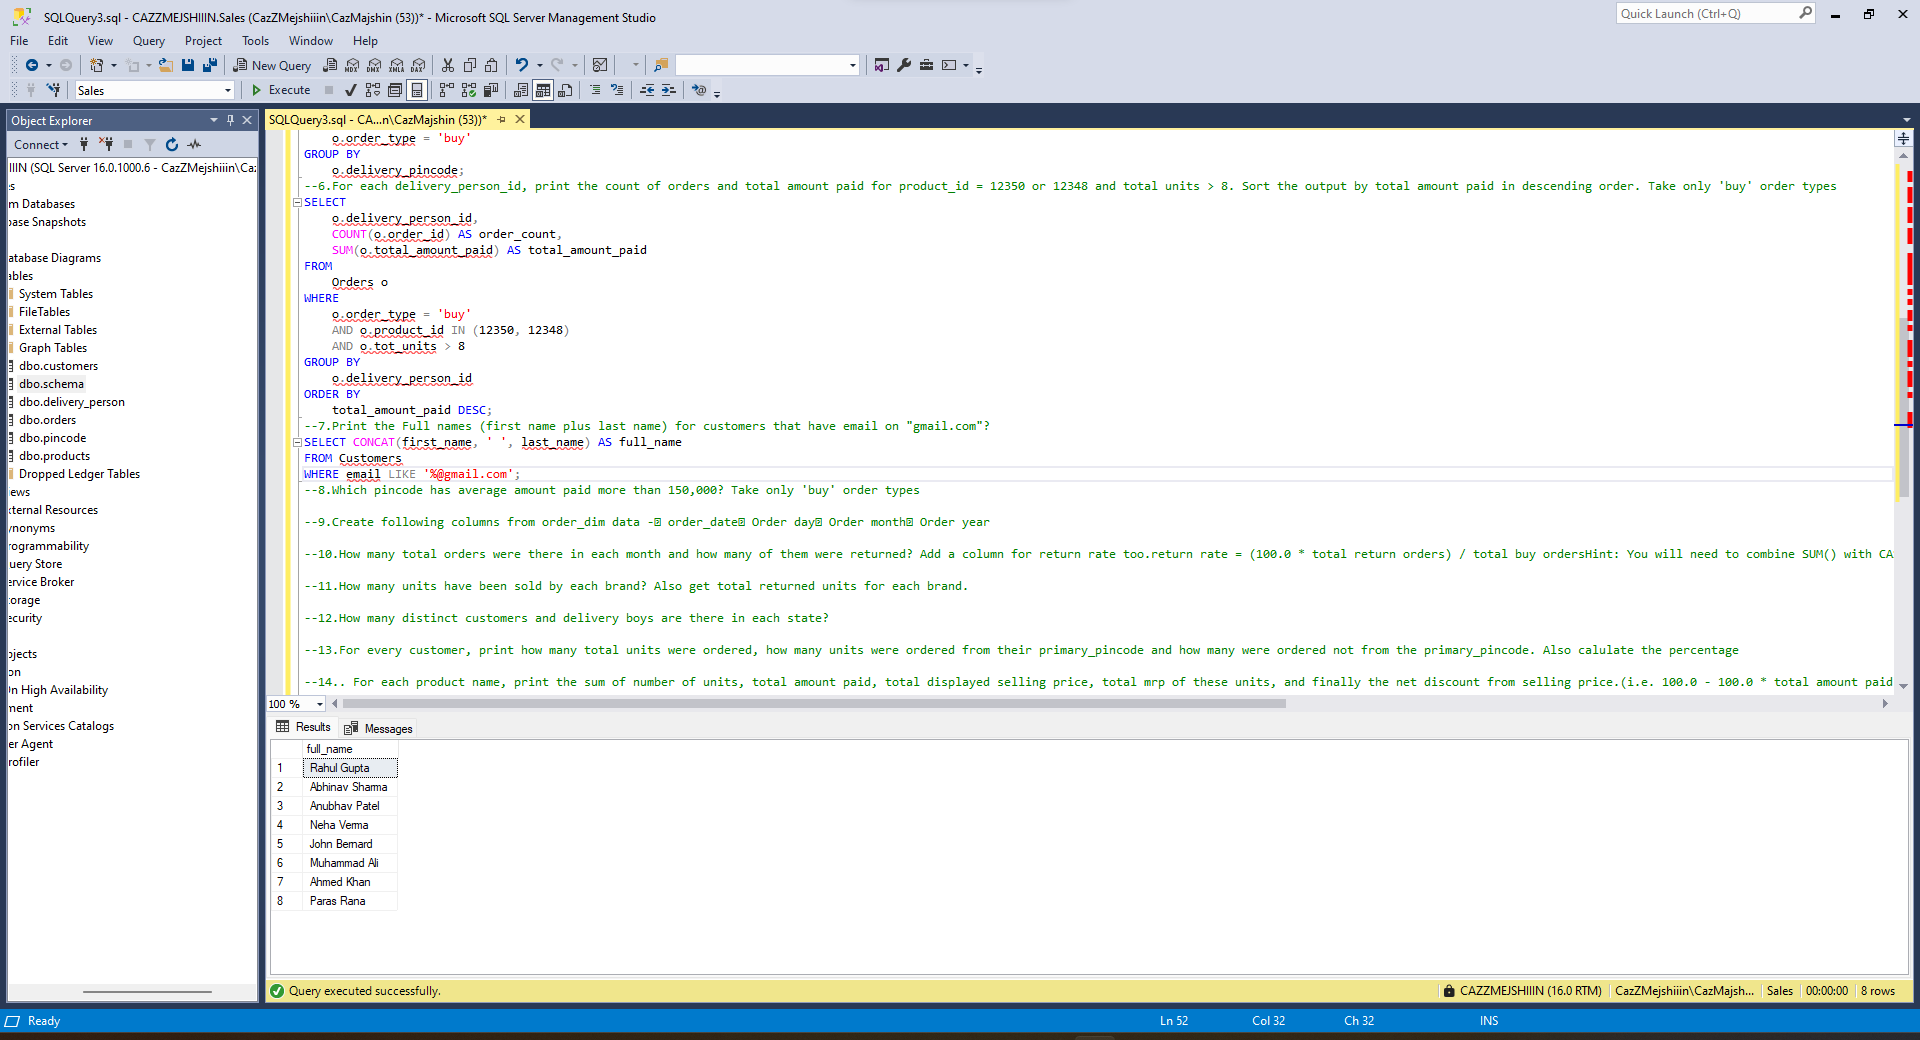 SQLQuery3.sql - CAZZMEJSHIIIN.Sales (CazZMejshiiin\CazMajshin (53))* - Microsoft SQL Server Management Studio
Quick Launch (Ctrl+Q)
File Edit View Query Project Tools Window Help
New Query
MDX DMX XMLA DAX
Sales Execute
Object Explorer
SQLQuery3.sql - CA...n\CazMajshin (53))*
Connect
IIIN (SQL Server 16.0.1000.6 - CazZMejshiiin\Caz
es
m Databases
base Snapshots
atabase Diagrams
ables
System Tables
FileTables
External Tables
Graph Tables
dbo.customers
dbo.schema
dbo.delivery_person
dbo.orders
dbo.pincode
dbo.products
Dropped Ledger Tables
iews
xternal Resources
ynonyms
rogrammability
uery Store
ervice Broker
torage
ecurity
bjects
on
On High Availability
ment
on Services Catalogs
er Agent
rofiler
o.order_type = 'buy'
GROUP BY
o.delivery_pincode;
--6.For each delivery_person_id, print the count of orders and total amount paid for product_id = 12350 or 12348 and total units > 8. Sort the output by total amount paid in descending order. Take only 'buy' order types
SELECT
o.delivery_person_id,
COUNT(o.order_id) AS order_count,
SUM(o.total_amount_paid) AS total_amount_paid
FROM
Orders o
WHERE
o.order_type = 'buy'
AND o.product_id IN (12350, 12348)
AND o.tot_units > 8
GROUP BY
o.delivery_person_id
ORDER BY
total_amount_paid DESC;
--7.Print the Full names (first name plus last name) for customers that have email on "gmail.com"?
SELECT CONCAT(first_name, ' ', last_name) AS full_name
FROM Customers
WHERE email LIKE '%@gmail.com';
--8.Which pincode has average amount paid more than 150,000? Take only 'buy' order types
--9.Create following columns from order_dim data - order_date Order day Order month Order year
--10.How many total orders were there in each month and how many of them were returned? Add a column for return rate too.return rate = (100.0 * total return orders) / total buy ordersHint: You will need to combine SUM() with CA
--11.How many units have been sold by each brand? Also get total returned units for each brand.
--12.How many distinct customers and delivery boys are there in each state?
--13.For every customer, print how many total units were ordered, how many units were ordered from their primary_pincode and how many were ordered not from the primary_pincode. Also calulate the percentage
--14.. For each product name, print the sum of number of units, total amount paid, total displayed selling price, total mrp of these units, and finally the net discount from selling price.(i.e. 100.0 - 100.0 * total amount paid
100 %
Results Messages
full_name
1 Rahul Gupta
2 Abhinav Sharma
3 Anubhav Patel
4 Neha Verma
5 John Bernard
6 Muhammad Ali
7 Ahmed Khan
8 Paras Rana
Query executed successfully.
CAZZMEJSHIIIN (16.0 RTM) CazZMejshiiin\CazMajsh... Sales 00:00:00 8 rows
Ready Ln 52 Col 32 Ch 32 INS